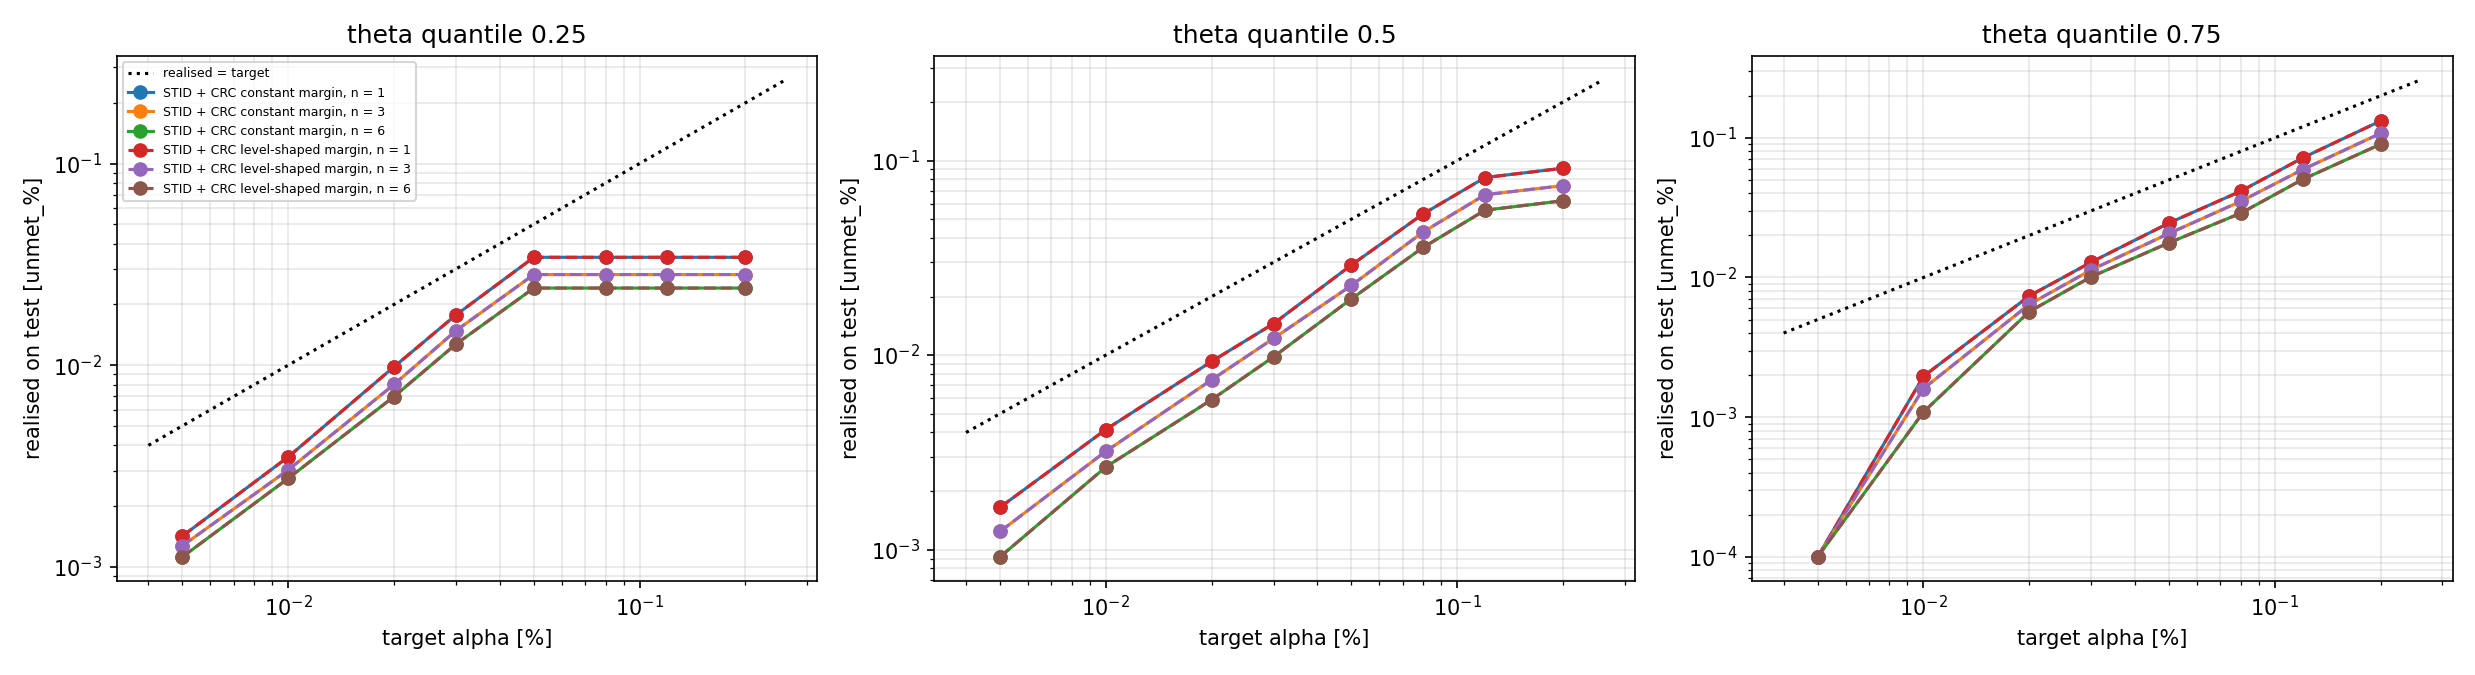 theta quantile 0.25
realised on test [unmet_%]
10⁻¹
10⁻²
10⁻³
realised = target
STID + CRC constant margin, n = 1
STID + CRC constant margin, n = 3
STID + CRC constant margin, n = 6
STID + CRC level-shaped margin, n = 1
STID + CRC level-shaped margin, n = 3
STID + CRC level-shaped margin, n = 6
10⁻²
10⁻¹
target alpha [%]
theta quantile 0.5
realised on test [unmet_%]
10⁻¹
10⁻²
10⁻³
10⁻²
10⁻¹
target alpha [%]
theta quantile 0.75
realised on test [unmet_%]
10⁻¹
10⁻²
10⁻³
10⁻⁴
10⁻²
10⁻¹
target alpha [%]